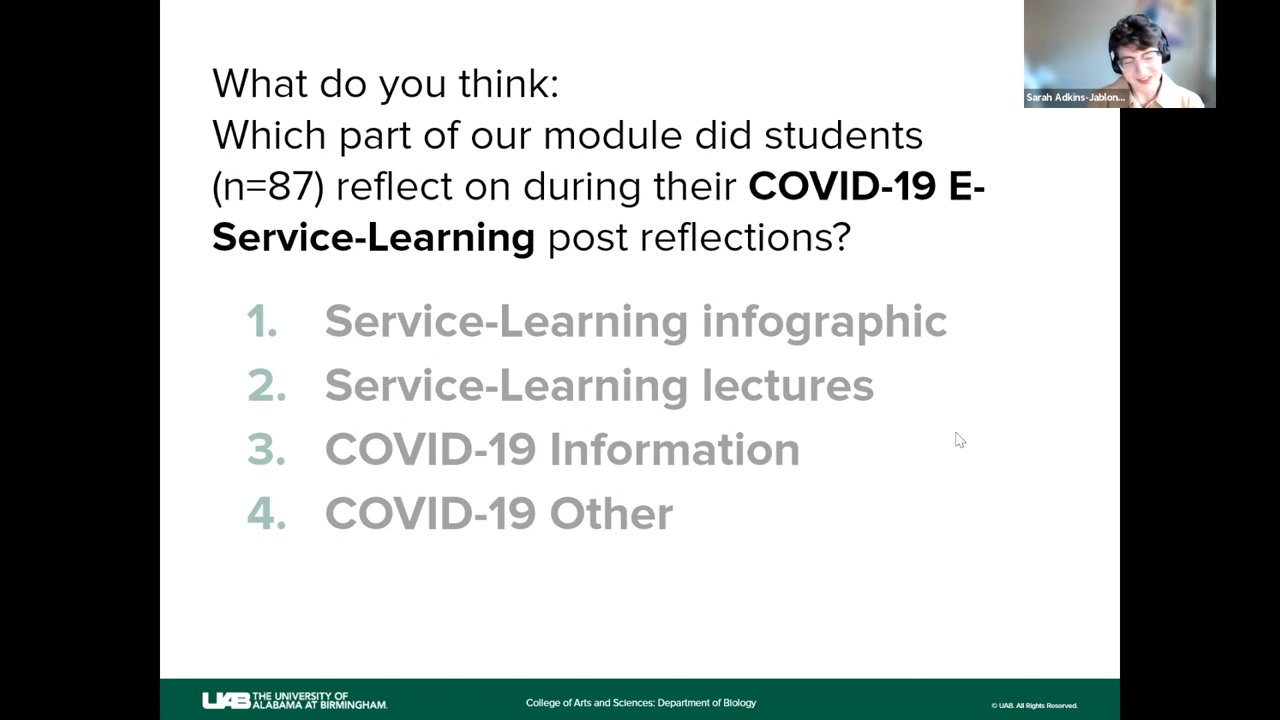 What do you think:
Which part of our module did students
(n=87) reflect on during their COVID-19 E-
Service-Learning post reflections?
1. Service-Learning infographic
2. Service-Learning lectures
3. COVID-19 Information
4. COVID-19 Other
Sarah Adkins-Jablon...
UAB THE UNIVERSITY OF
ALABAMA AT BIRMINGHAM.
College of Arts and Sciences: Department of Biology
© UAB. All Rights Reserved.